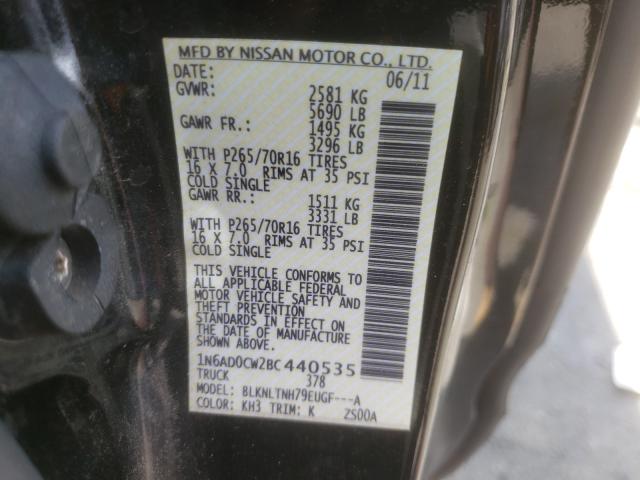 MFD BY NISSAN MOTOR CO., LTD.
DATE: 06/11
GVWR: 2581 KG
5690 LB
GAWR FR.: 1495 KG
3296 LB
WITH P265/70R16 TIRES
16 X 7.0 RIMS AT 35 PSI
COLD SINGLE
GAWR RR.: 1511 KG
3331 LB
WITH P265/70R16 TIRES
16 X 7.0 RIMS AT 35 PSI
COLD SINGLE
THIS VEHICLE CONFORMS TO
ALL APPLICABLE FEDERAL
MOTOR VEHICLE SAFETY AND
THEFT PREVENTION
STANDARDS IN EFFECT ON
THE DATE OF MANUFACTURE
SHOWN ABOVE.
1N6AD0CW2BC440535
TRUCK 378
MODEL: BLKNLTNH79EUGF---A
COLOR: KH3 TRIM: K ZS00A